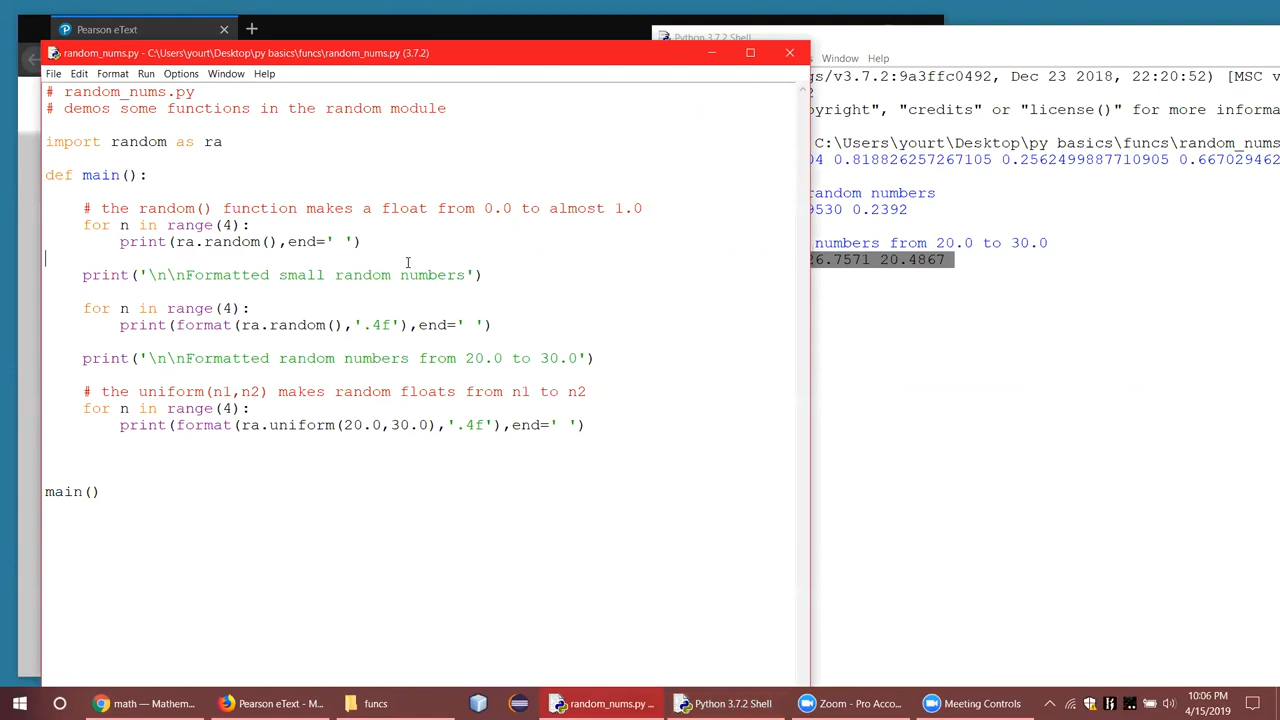 Pearson eText
random_nums.py - C:\Users\yourt\Desktop\py basics\funcs\random_nums.py (3.7.2)
File Edit Format Run Options Window Help
# random_nums.py
# demos some functions in the random module
import random as ra
def main():
# the random() function makes a float from 0.0 to almost 1.0
for n in range(4):
print(ra.random(),end=' ')
print('\n\nFormatted small random numbers')
for n in range(4):
print(format(ra.random(),'.4f'),end=' ')
print('\n\nFormatted random numbers from 20.0 to 30.0')
# the uniform(n1,n2) makes random floats from n1 to n2
for n in range(4):
print(format(ra.uniform(20.0,30.0),'.4f'),end=' ')
main()
Python 3.7.2 Shell
Window Help
gs/v3.7.2:9a3ffc0492, Dec 23 2018, 22:20:52) [MSC v
2
pyright", "credits" or "license()" for more informa
C:\Users\yourt\Desktop\py basics\funcs\random_nums
04 0.818826257267105 0.2562499887710905 0.667029462
random numbers
9530 0.2392
numbers from 20.0 to 30.0
26.7571 20.4867
math — Mathem...
Pearson eText - M...
funcs
random_nums.py ...
Python 3.7.2 Shell
Zoom - Pro Acco...
Meeting Controls
10:06 PM
4/15/2019